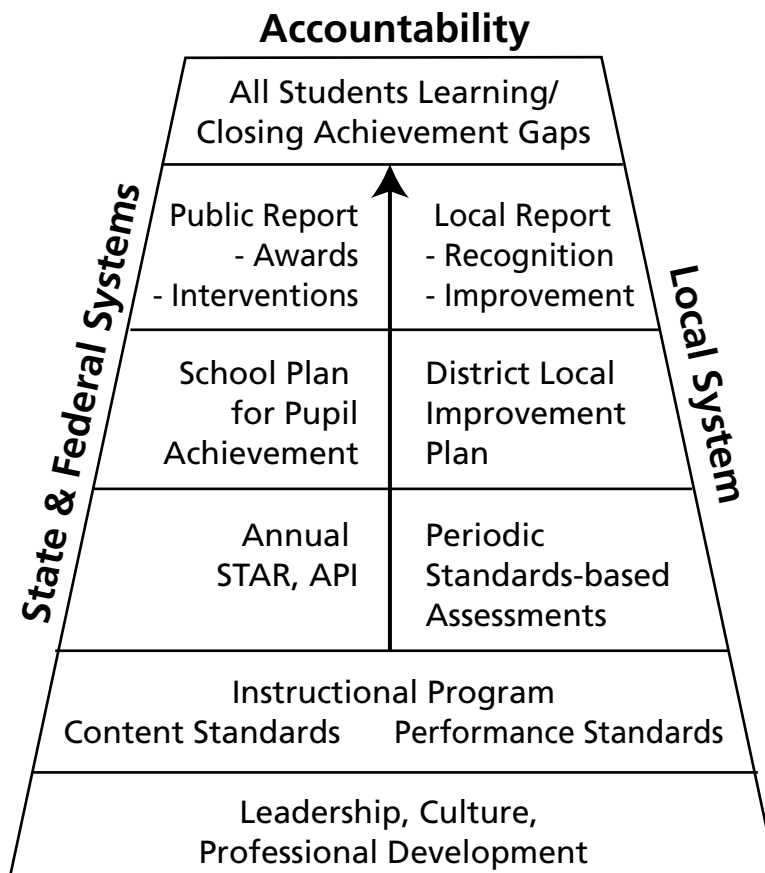 Accountability
All Students Learning/
Closing Achievement Gaps
State & Federal Systems
Public Report
- Awards
- Interventions
Local Report
- Recognition
- Improvement
Local System
School Plan
for Pupil
Achievement
District Local
Improvement
Plan
Annual
STAR, API
Periodic
Standards-based
Assessments
Instructional Program
Content Standards
Performance Standards
Leadership, Culture,
Professional Development